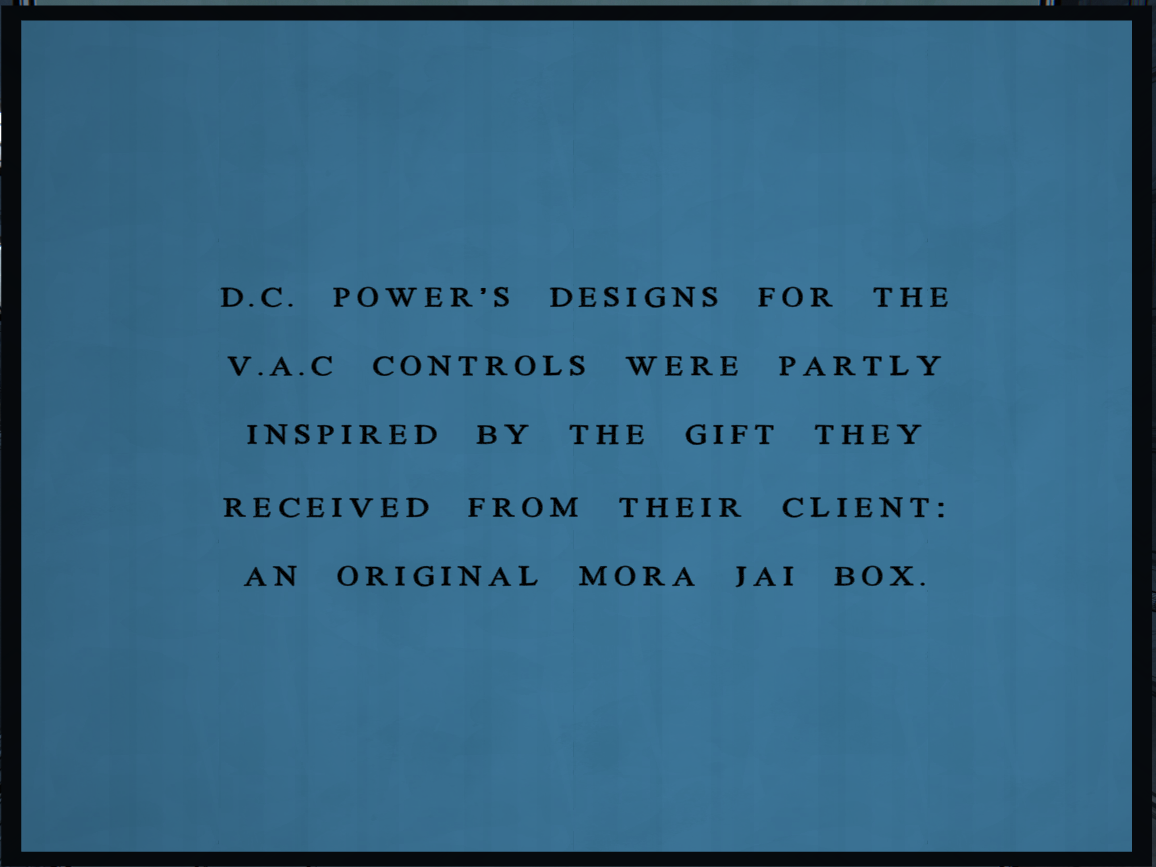 D.C. POWER'S DESIGNS FOR THE
V.A.C CONTROLS WERE PARTLY
INSPIRED BY THE GIFT THEY
RECEIVED FROM THEIR CLIENT:
AN ORIGINAL MORA JAI BOX.